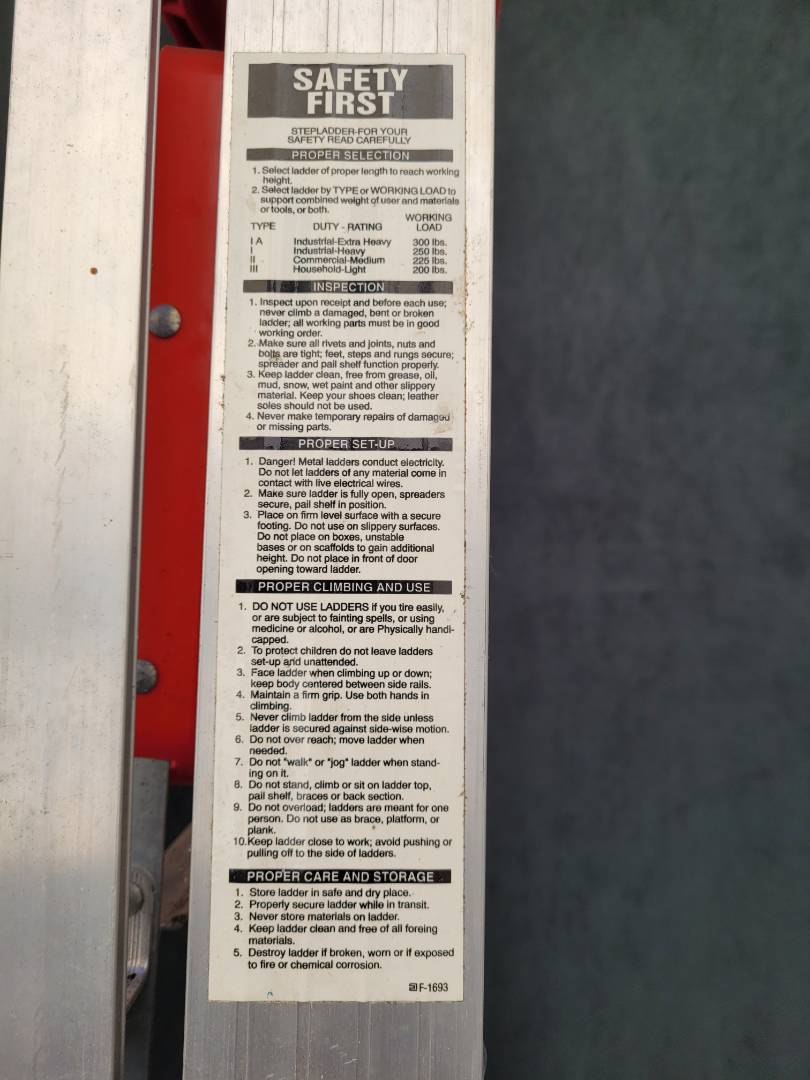 SAFETY
FIRST
STEPLADDER-FOR YOUR
SAFETY READ CAREFULLY
PROPER SELECTION
1. Select ladder of proper length to reach working
height.
2. Select ladder by TYPE or WORKING LOAD to
support combined weight of user and materials
or tools, or both.
WORKING
TYPE DUTY - RATING LOAD
I A Industrial-Extra Heavy 300 lbs.
I Industrial-Heavy 250 lbs.
II Commercial-Medium 225 lbs.
III Household-Light 200 lbs.
INSPECTION
1. Inspect upon receipt and before each use;
never climb a damaged, bent or broken
ladder; all working parts must be in good
working order.
2. Make sure all rivets and joints, nuts and
bolts are tight; feet, steps and rungs secure;
spreader and pail shelf function properly.
3. Keep ladder clean, free from grease, oil,
mud, snow, wet paint and other slippery
material. Keep your shoes clean; leather
soles should not be used.
4. Never make temporary repairs of damaged
or missing parts.
PROPER SET-UP
1. Danger! Metal ladders conduct electricity.
Do not let ladders of any material come in
contact with live electrical wires.
2. Make sure ladder is fully open, spreaders
secure, pail shelf in position.
3. Place on firm level surface with a secure
footing. Do not use on slippery surfaces.
Do not place on boxes, unstable
bases or on scaffolds to gain additional
height. Do not place in front of door
opening toward ladder.
PROPER CLIMBING AND USE
1. DO NOT USE LADDERS if you tire easily,
or are subject to fainting spells, or using
medicine or alcohol, or are Physically handi-
capped.
2. To protect children do not leave ladders
set-up and unattended.
3. Face ladder when climbing up or down;
keep body centered between side rails.
4. Maintain a firm grip. Use both hands in
climbing.
5. Never climb ladder from the side unless
ladder is secured against side-wise motion.
6. Do not over reach; move ladder when
needed.
7. Do not "walk" or "jog" ladder when stand-
ing on it.
8. Do not stand, climb or sit on ladder top,
pail shelf, braces or back section.
9. Do not overload; ladders are meant for one
person. Do not use as brace, platform, or
plank.
10.Keep ladder close to work; avoid pushing or
pulling off to the side of ladders.
PROPER CARE AND STORAGE
1. Store ladder in safe and dry place.
2. Properly secure ladder while in transit.
3. Never store materials on ladder.
4. Keep ladder clean and free of all foreing
materials.
5. Destroy ladder if broken, worn or if exposed
to fire or chemical corrosion.
F-1693